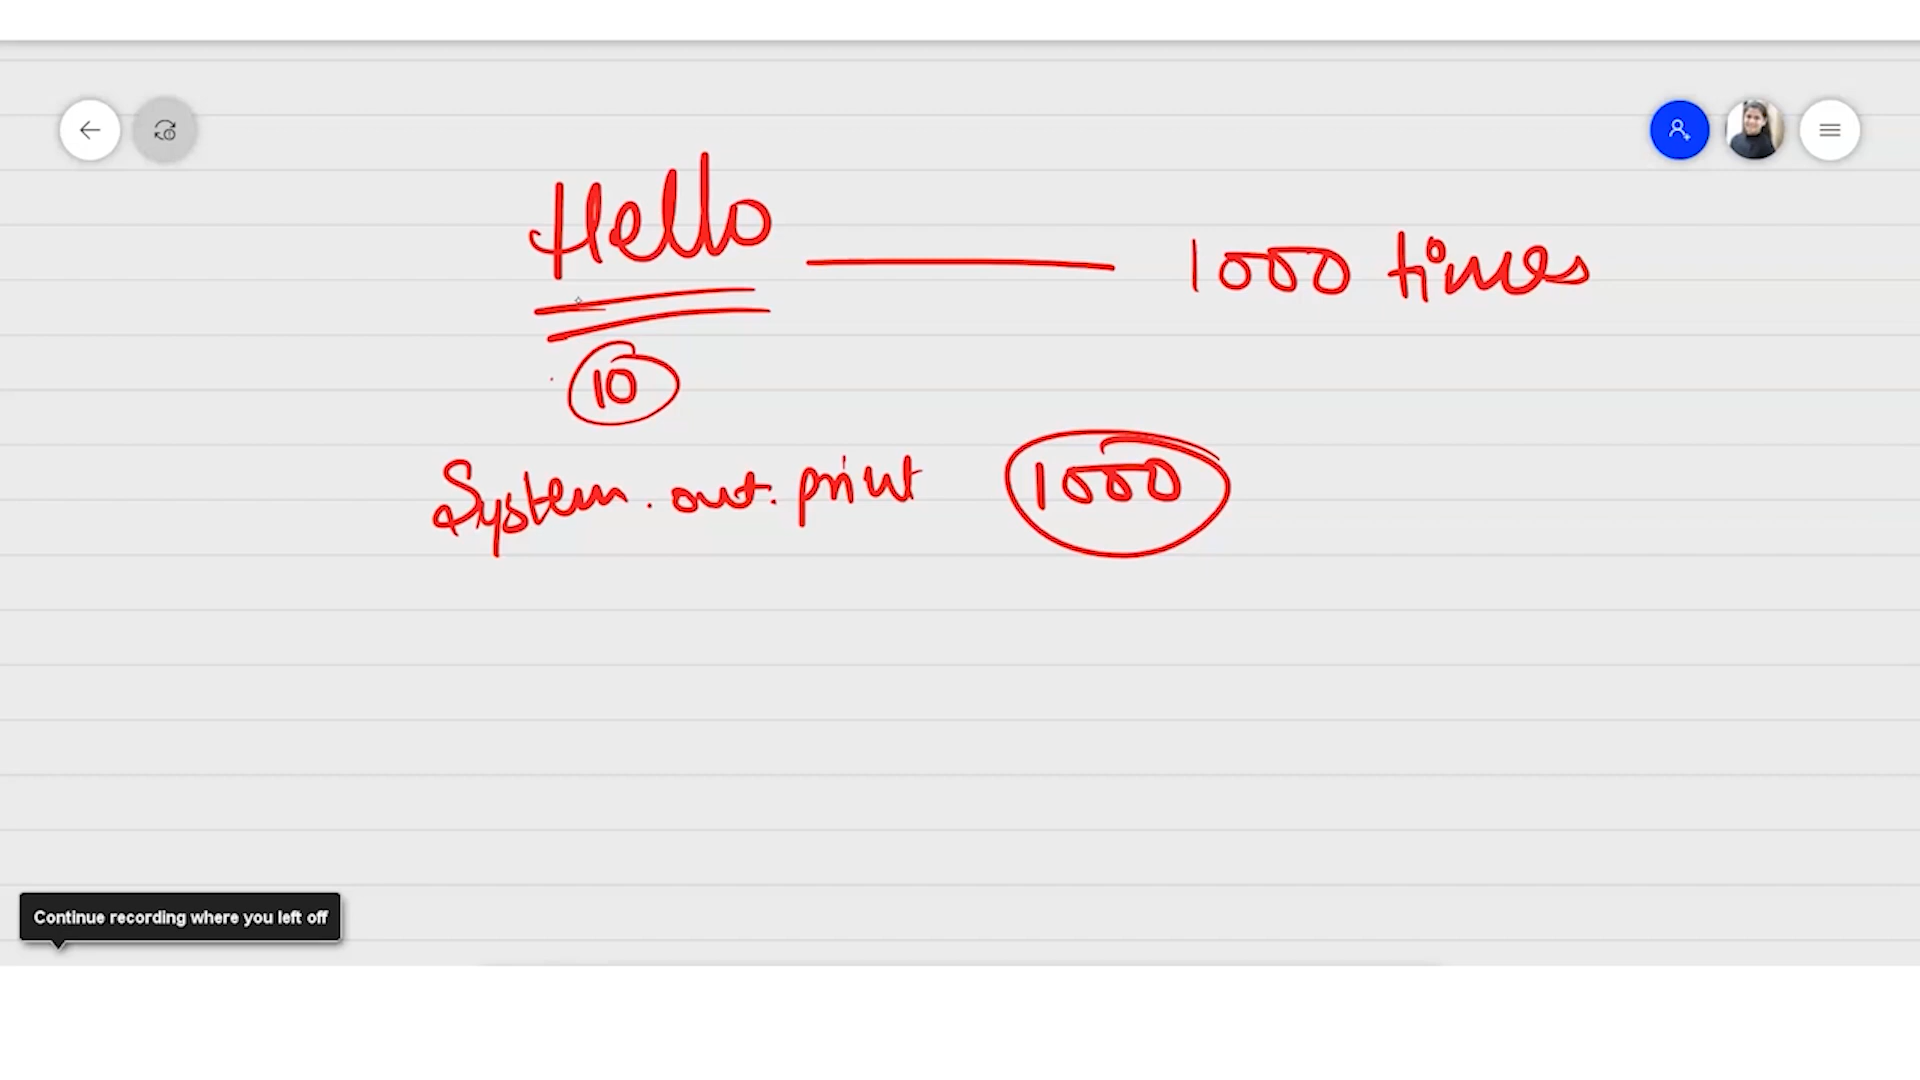 Hello 1000 times
10
System.out.print 1000
Continue recording where you left off